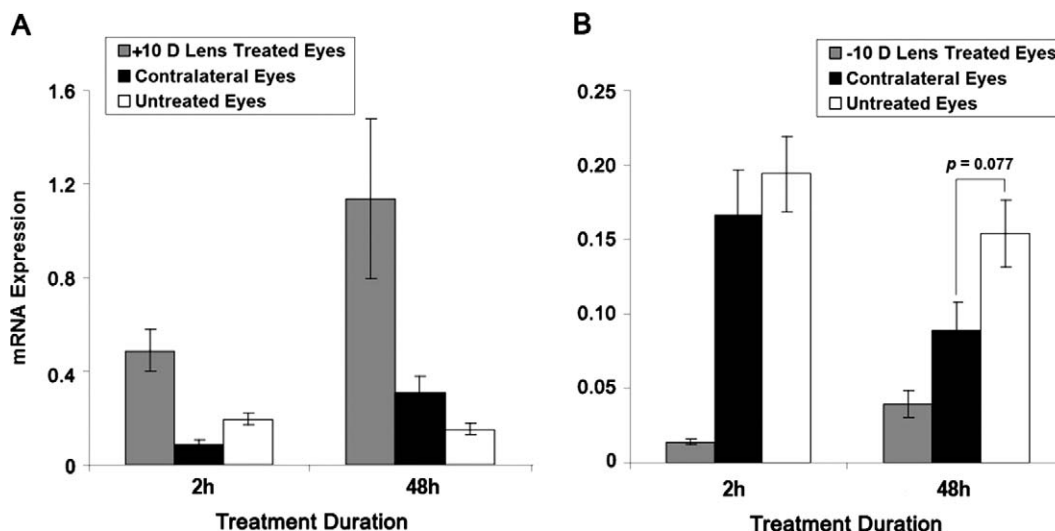 A
+10 D Lens Treated Eyes
Contralateral Eyes
Untreated Eyes
1.6
1.2
0.8
0.4
0
mRNA Expression
2h
48h
Treatment Duration
B
-10 D Lens Treated Eyes
Contralateral Eyes
Untreated Eyes
0.25
0.20
0.15
0.10
0.05
0
p = 0.077
2h
48h
Treatment Duration